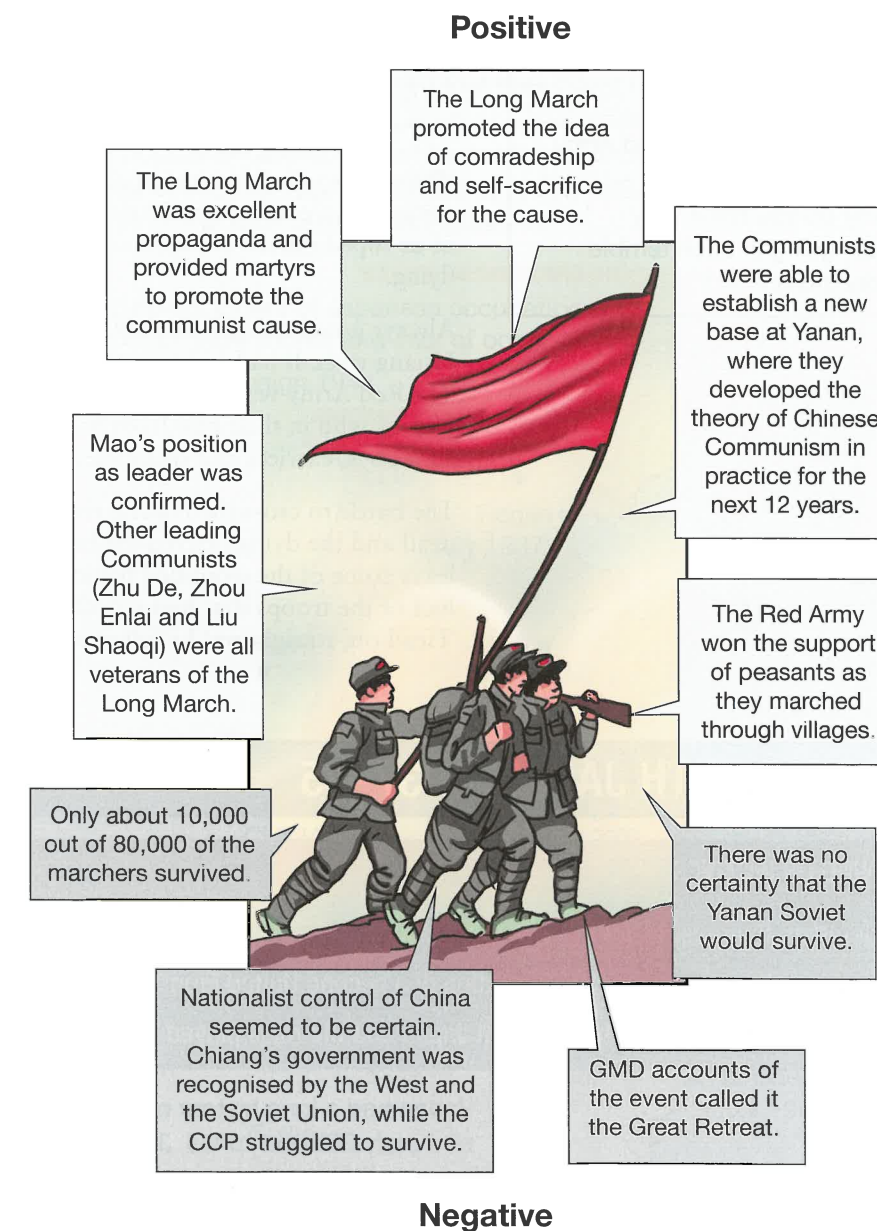 Positive
The Long March
promoted the idea
of comradeship
and self-sacrifice
for the cause.
The Long March
was excellent
propaganda and
provided martyrs
to promote the
communist cause.
The Communists
were able to
establish a new
base at Yanan,
where they
developed the
theory of Chinese
Communism in
practice for the
next 12 years.
Mao's position
as leader was
confirmed.
Other leading
Communists
(Zhu De, Zhou
Enlai and Liu
Shaoqi) were all
veterans of the
Long March.
The Red Army
won the support
of peasants as
they marched
through villages.
Only about 10,000
out of 80,000 of the
marchers survived.
There was no
certainty that the
Yanan Soviet
would survive.
Nationalist control of China
seemed to be certain.
Chiang's government was
recognised by the West and
the Soviet Union, while the
CCP struggled to survive.
GMD accounts of
the event called it
the Great Retreat.
Negative